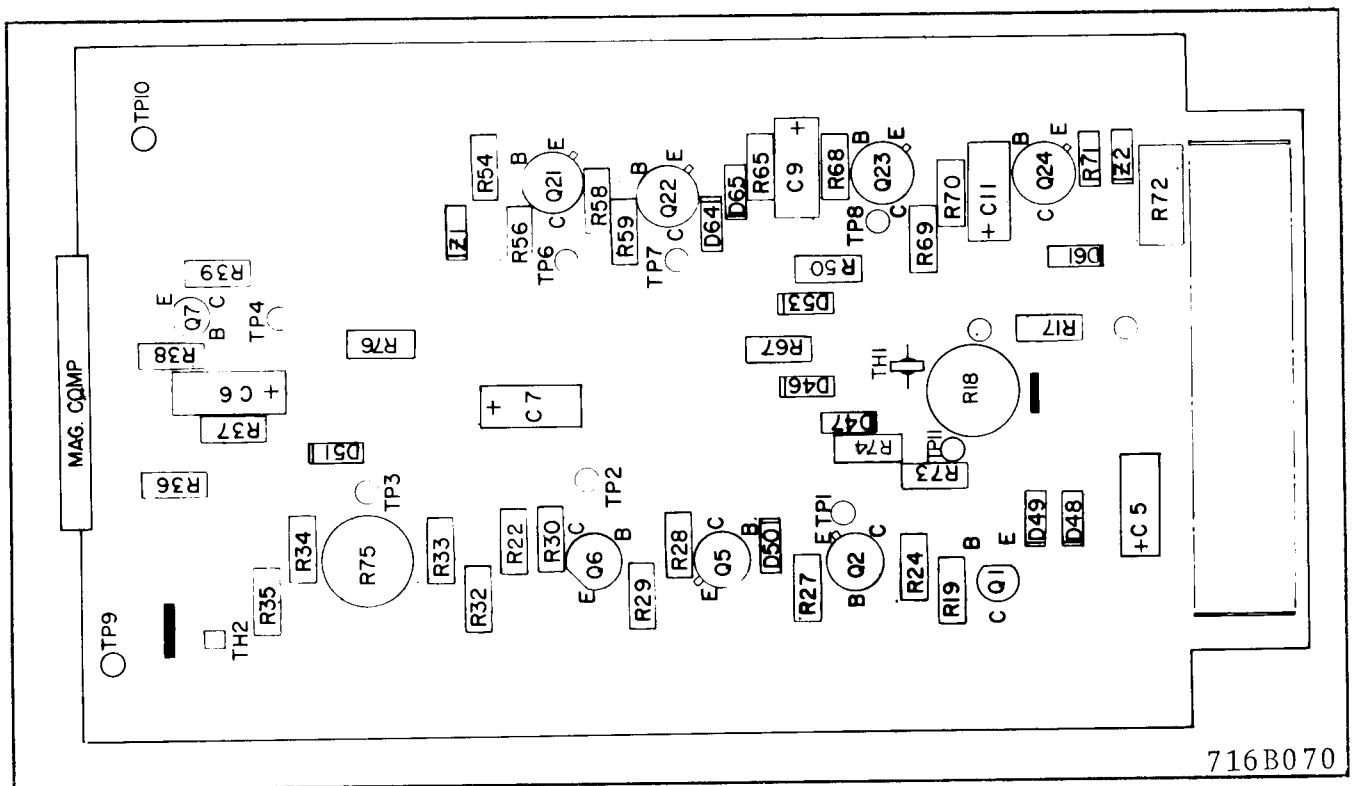 TP10
R54
B
E
Q21
C
R56
TP6
Z1
R58
R59
B
E
Q22
C
TP7
D64
D65
R65
+
C9
R68
B
E
Q23
C
TP8
R69
R70
+C11
B
E
Q24
C
R71
Z2
R72
D61
R50
D53
R67
D46
D47
R74
R73
TP11
TH1
R18
R17
MAG. COMP
R39
E
Q7
C
B
TP4
R38
C6
+
R37
R36
D51
R76
+
C7
TP3
TP2
R34
R75
R33
R35
R32
R22
R30
C
B
Q6
E
R29
R28
C
B
Q5
E
D50
R27
E
TP1
C
Q2
B
R24
R19
B
E
Q1
C
D49
D48
+C5
TP9
TH2
716B070